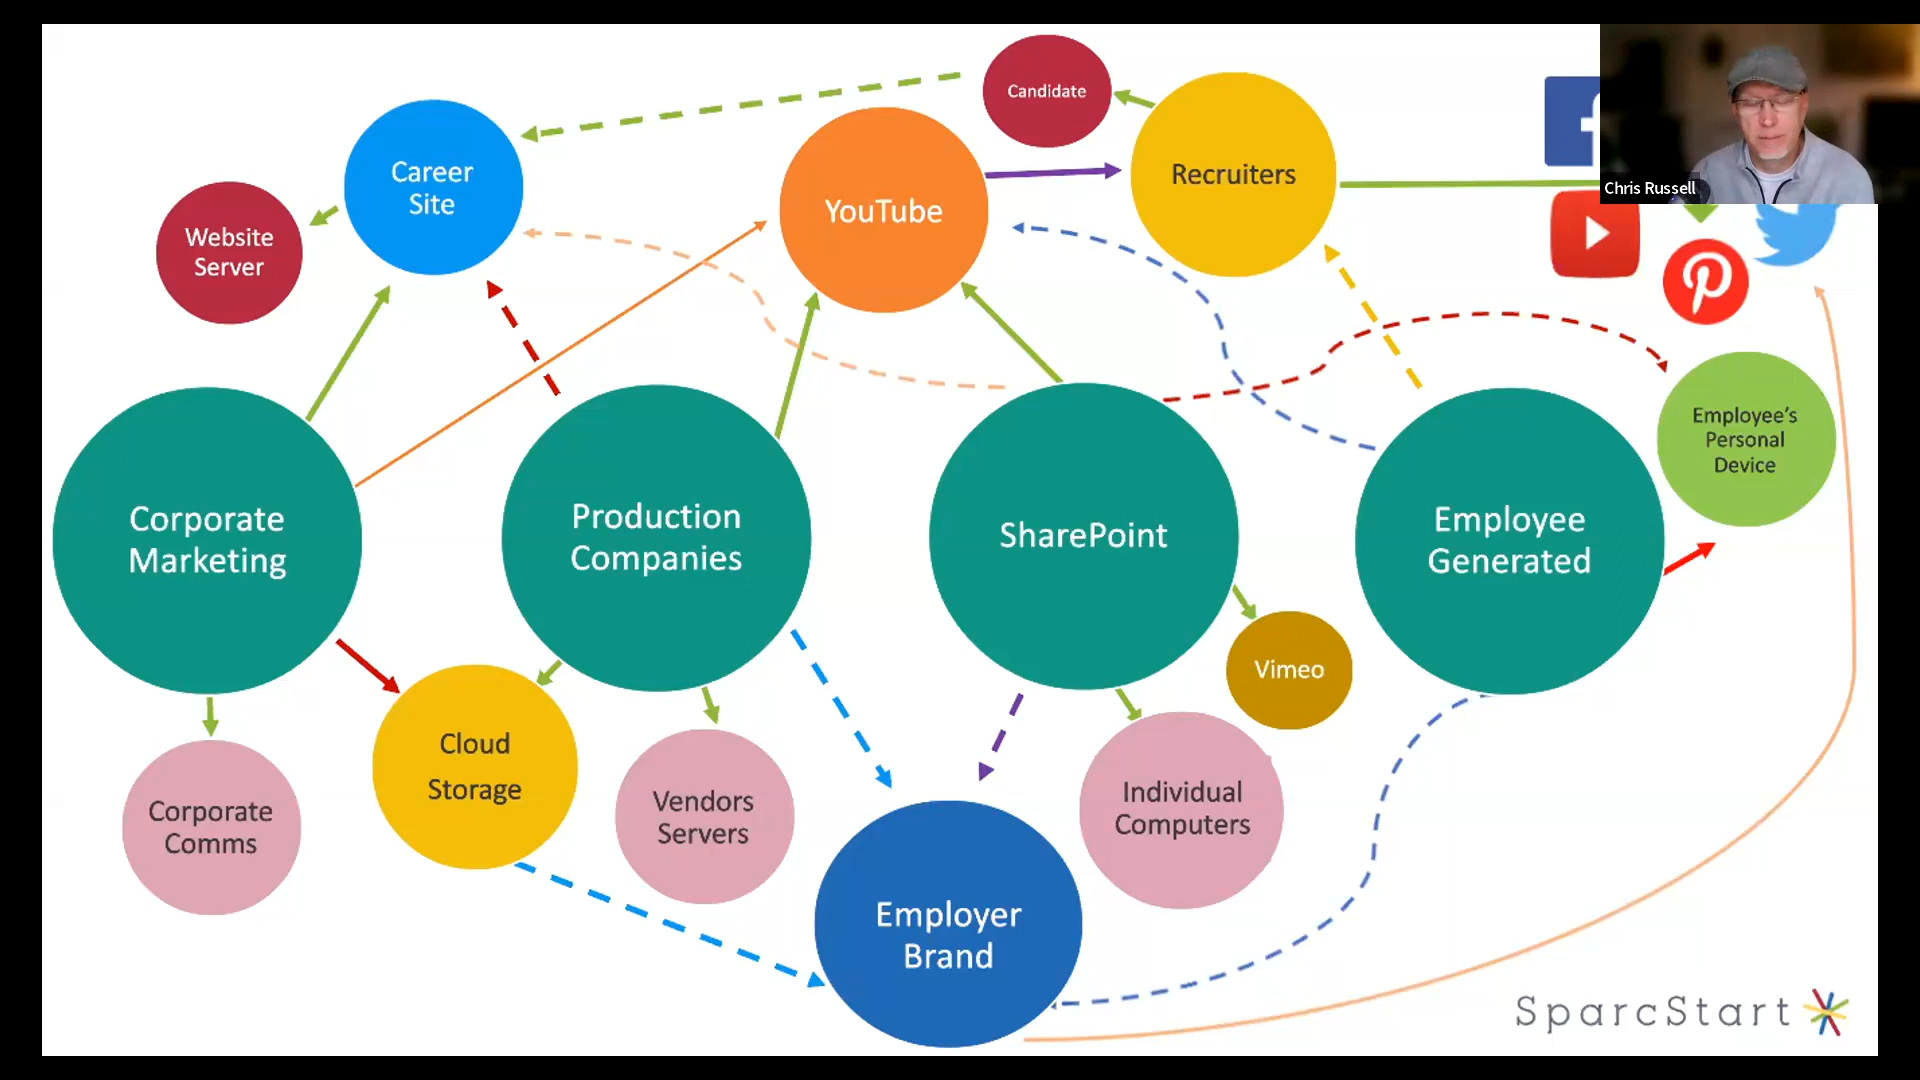 Candidate
Career
Site
YouTube
Recruiters
Chris Russell
Website
Server
Employee's
Personal
Device
Corporate
Marketing
Production
Companies
SharePoint
Employee
Generated
Vimeo
Cloud
Storage
Corporate
Comms
Vendors
Servers
Individual
Computers
Employer
Brand
SparcStart